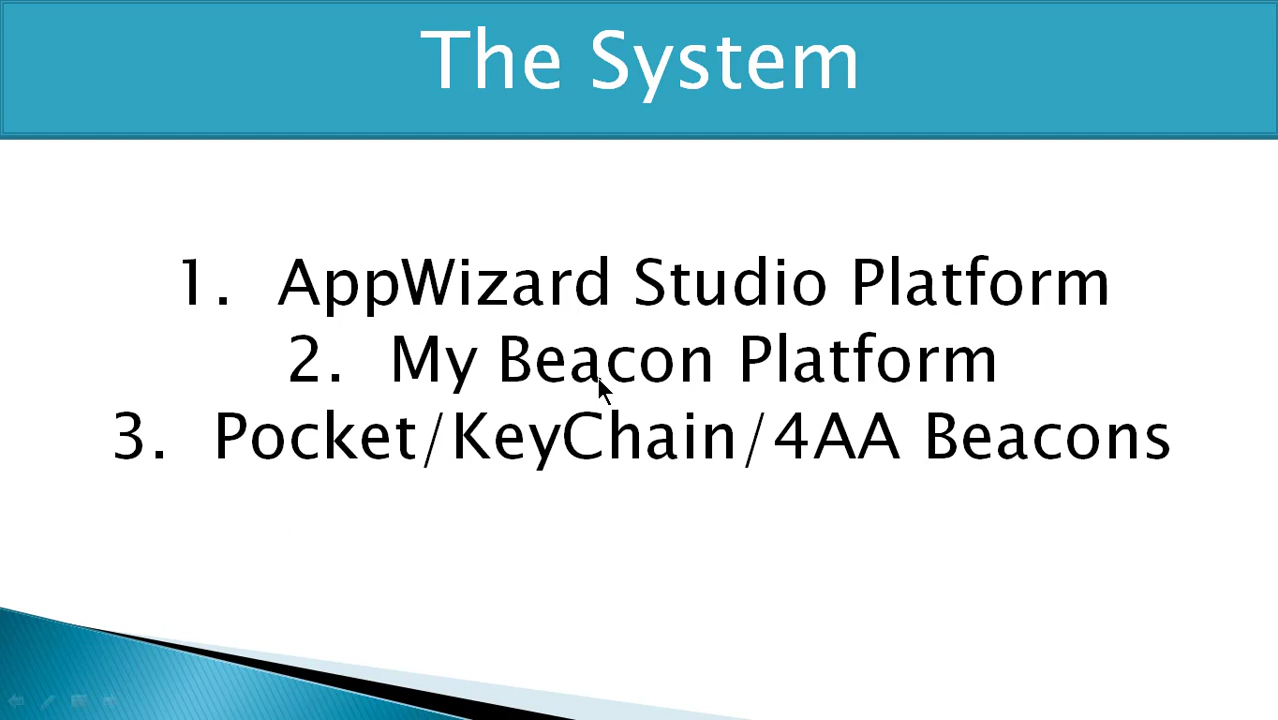 The System
1. AppWizard Studio Platform
2. My Beacon Platform
3. Pocket/KeyChain/4AA Beacons